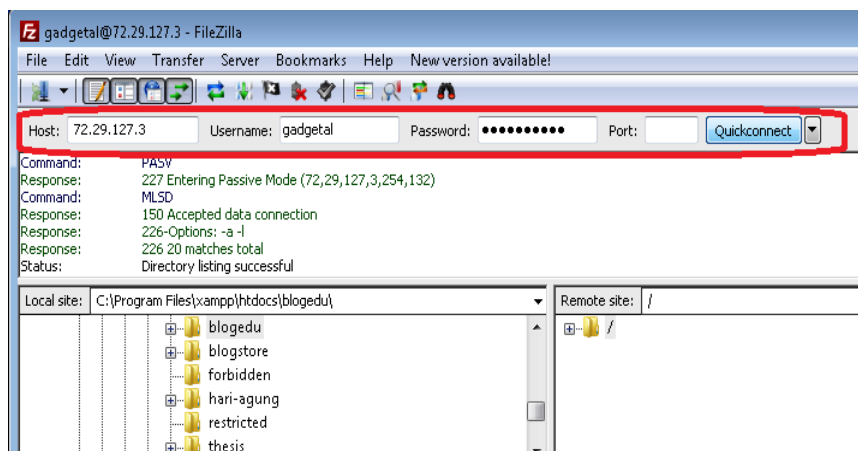 gadgetal@72.29.127.3 - FileZilla
File Edit View Transfer Server Bookmarks Help New version available!
Host: 72.29.127.3 Username: gadgetal Password: ●●●●●●●●●● Port: Quickconnect
Command: PASV
Response: 227 Entering Passive Mode (72,29,127,3,254,132)
Command: MLSD
Response: 150 Accepted data connection
Response: 226-Options: -a -l
Response: 226 20 matches total
Status: Directory listing successful
Local site: C:\Program Files\xampp\htdocs\blogedu\ Remote site: /
blogedu /
blogstore
forbidden
hari-agung
restricted
thesis